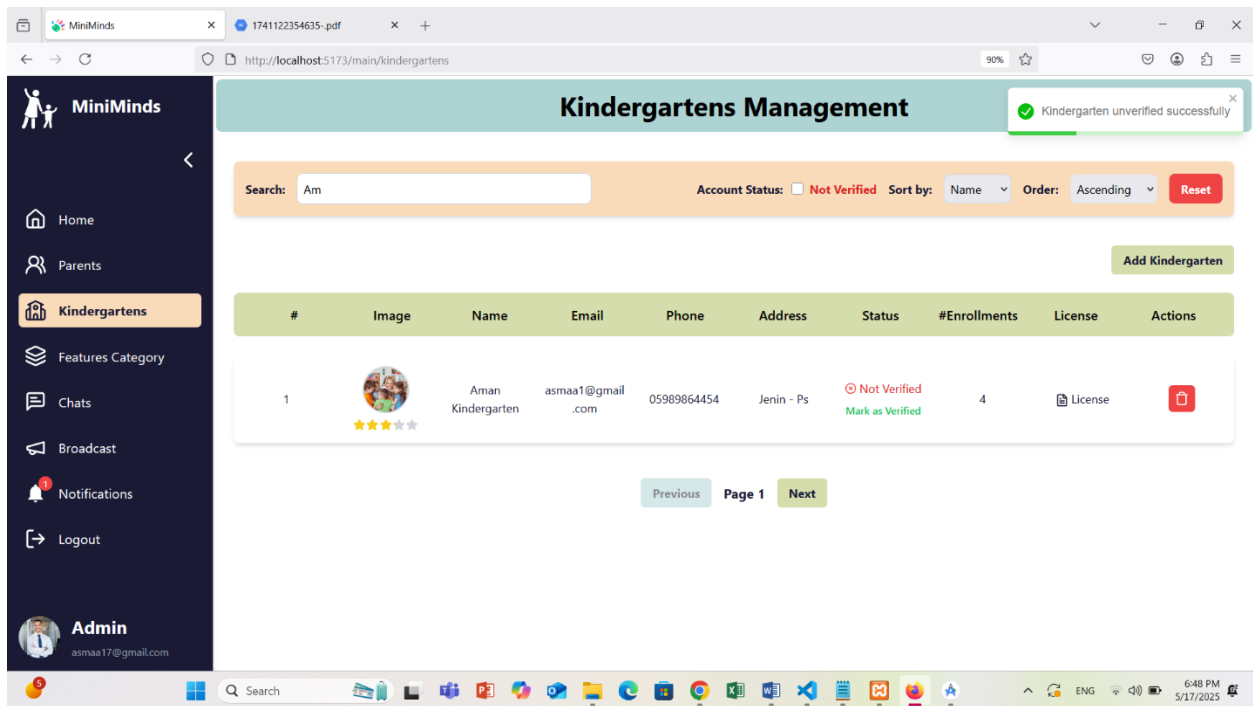 MiniMinds
1741122354635-.pdf
http://localhost:5173/main/kindergartens
90%
MiniMinds
Kindergartens Management
Kindergarten unverified successfully
Search: Am
Account Status: Not Verified Sort by: Name Order: Ascending Reset
Home
Parents
Kindergartens
Features Category
Chats
Broadcast
1
Notifications
Logout
Add Kindergarten
# Image Name Email Phone Address Status #Enrollments License Actions
1 Aman Kindergarten asmaa1@gmail.com 05989864454 Jenin - Ps Not Verified Mark as Verified 4 License
Previous Page 1 Next
Admin
asmaa17@gmail.com
5
Search
ENG
6:48 PM
5/17/2025